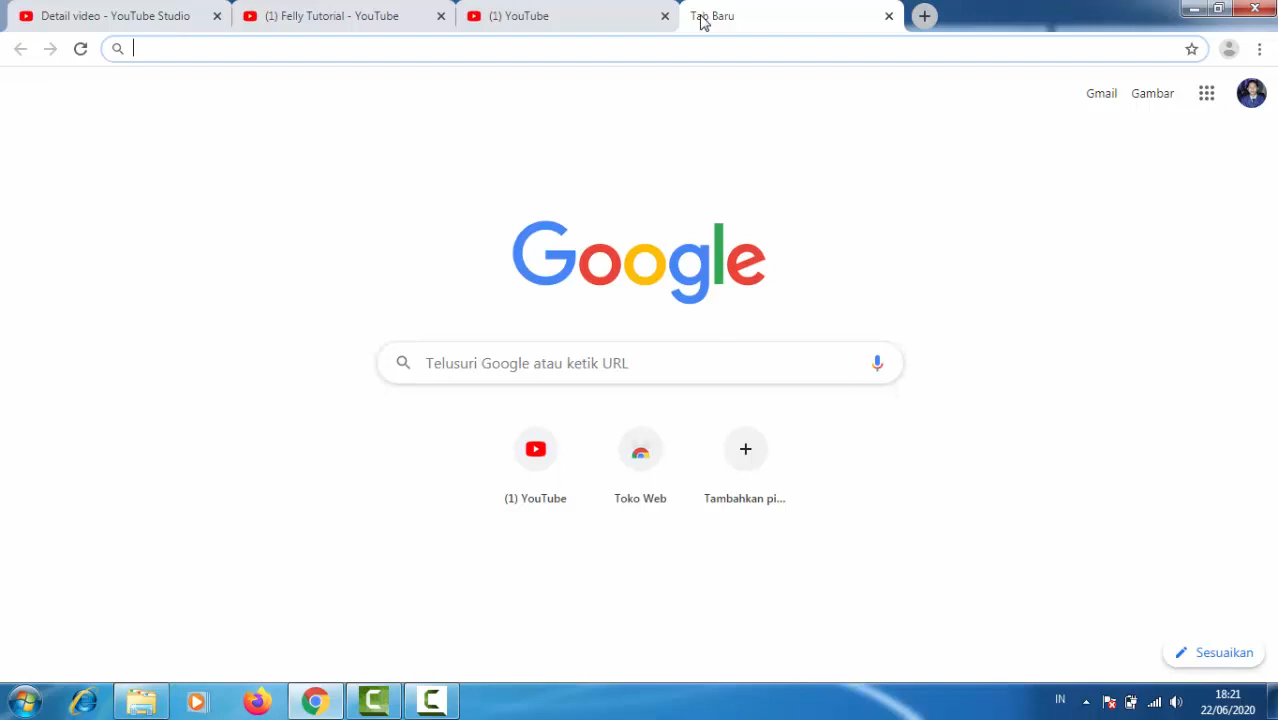 Detail video - YouTube Studio
(1) Felly Tutorial - YouTube
(1) YouTube
Tab Baru
Gmail
Gambar
Google
Telusuri Google atau ketik URL
(1) YouTube
Toko Web
Tambahkan pi...
Sesuaikan
IN
18:21
22/06/2020